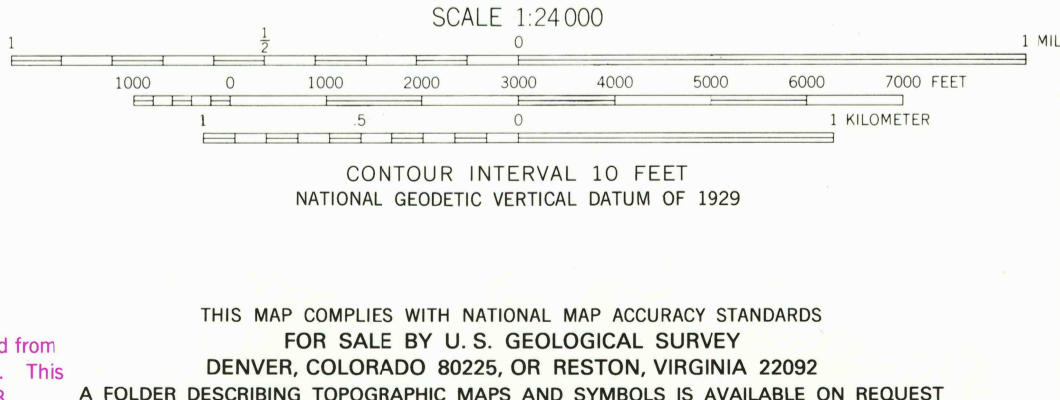 SCALE 1:24 000
1 ½ 0 1 MIL
1000 0 1000 2000 3000 4000 5000 6000 7000 FEET
1 .5 0 1 KILOMETER
CONTOUR INTERVAL 10 FEET
NATIONAL GEODETIC VERTICAL DATUM OF 1929
THIS MAP COMPLIES WITH NATIONAL MAP ACCURACY STANDARDS
FOR SALE BY U. S. GEOLOGICAL SURVEY
d from
DENVER, COLORADO 80225, OR RESTON, VIRGINIA 22092
. This
A FOLDER DESCRIBING TOPOGRAPHIC MAPS AND SYMBOLS IS AVAILABLE ON REQUEST